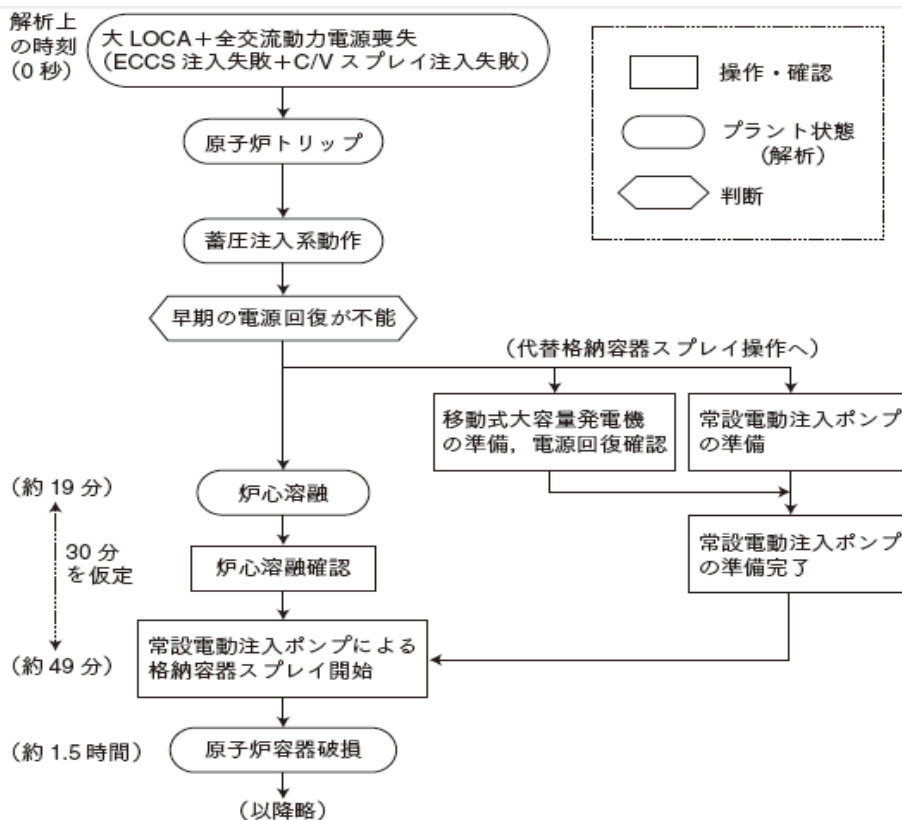 解析上
の時刻
(0 秒)
大 LOCA＋全交流動力電源喪失
(ECCS 注入失敗＋C/V スプレイ注入失敗)
操作・確認
プラント状態
(解析)
判断
原子炉トリップ
蓄圧注入系動作
早期の電源回復が不能
(代替格納容器スプレイ操作へ)
移動式大容量発電機
の準備，電源回復確認
常設電動注入ポンプ
の準備
(約 19 分)
炉心溶融
30 分
を仮定
炉心溶融確認
常設電動注入ポンプ
の準備完了
(約 49 分)
常設電動注入ポンプによる
格納容器スプレイ開始
(約 1.5 時間)
原子炉容器破損
(以降略)